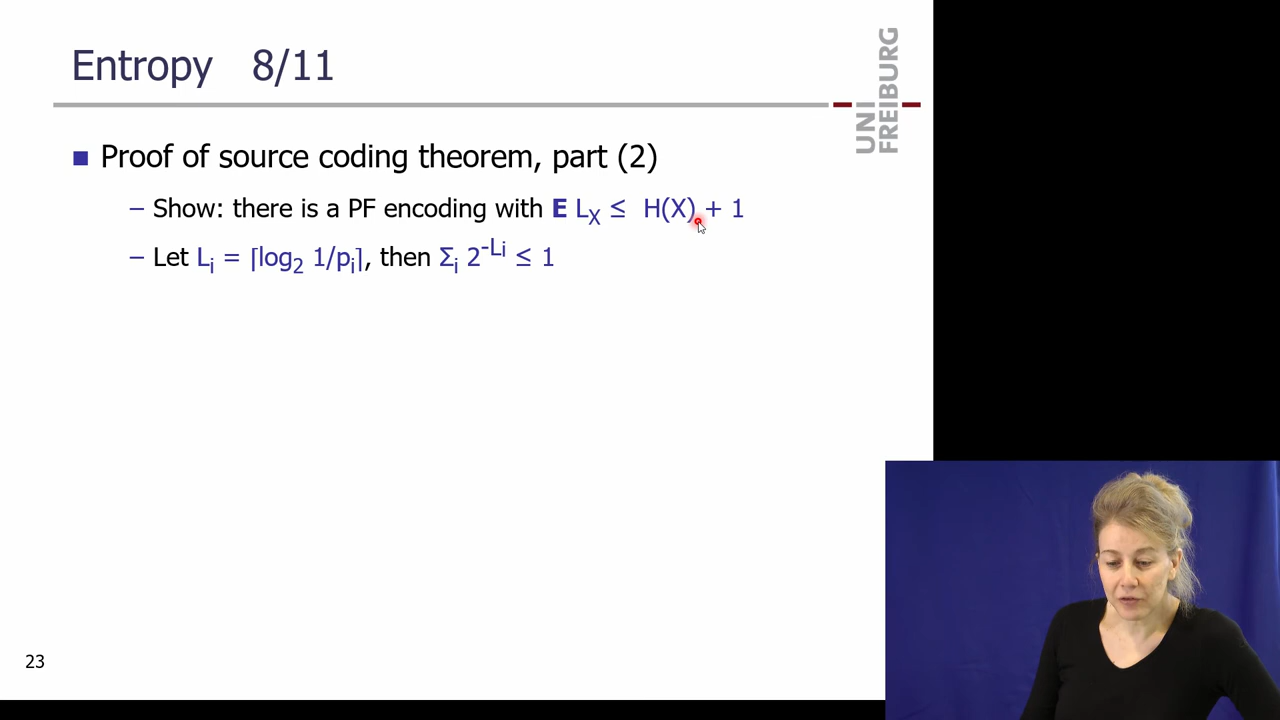 Entropy 8/11
UNI
FREIBURG
Proof of source coding theorem, part (2)
– Show: there is a PF encoding with E L_X ≤ H(X) + 1
– Let L_i = ⌈log_2 1/p_i⌉, then Σ_i 2^-Li ≤ 1
23